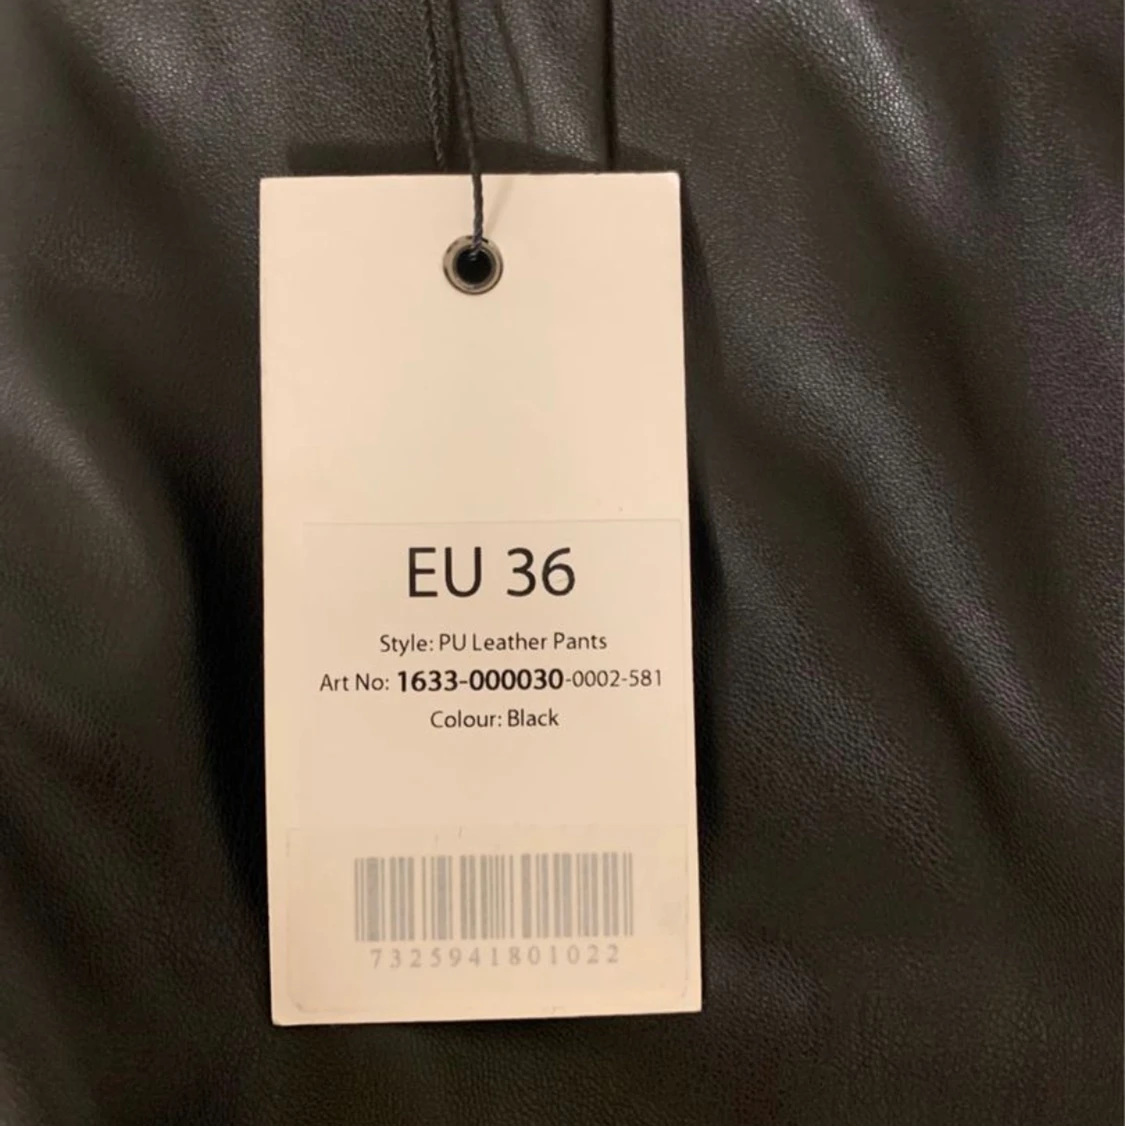 EU 36
Style: PU Leather Pants
Art No: 1633-000030-0002-581
Colour: Black
7325941801022